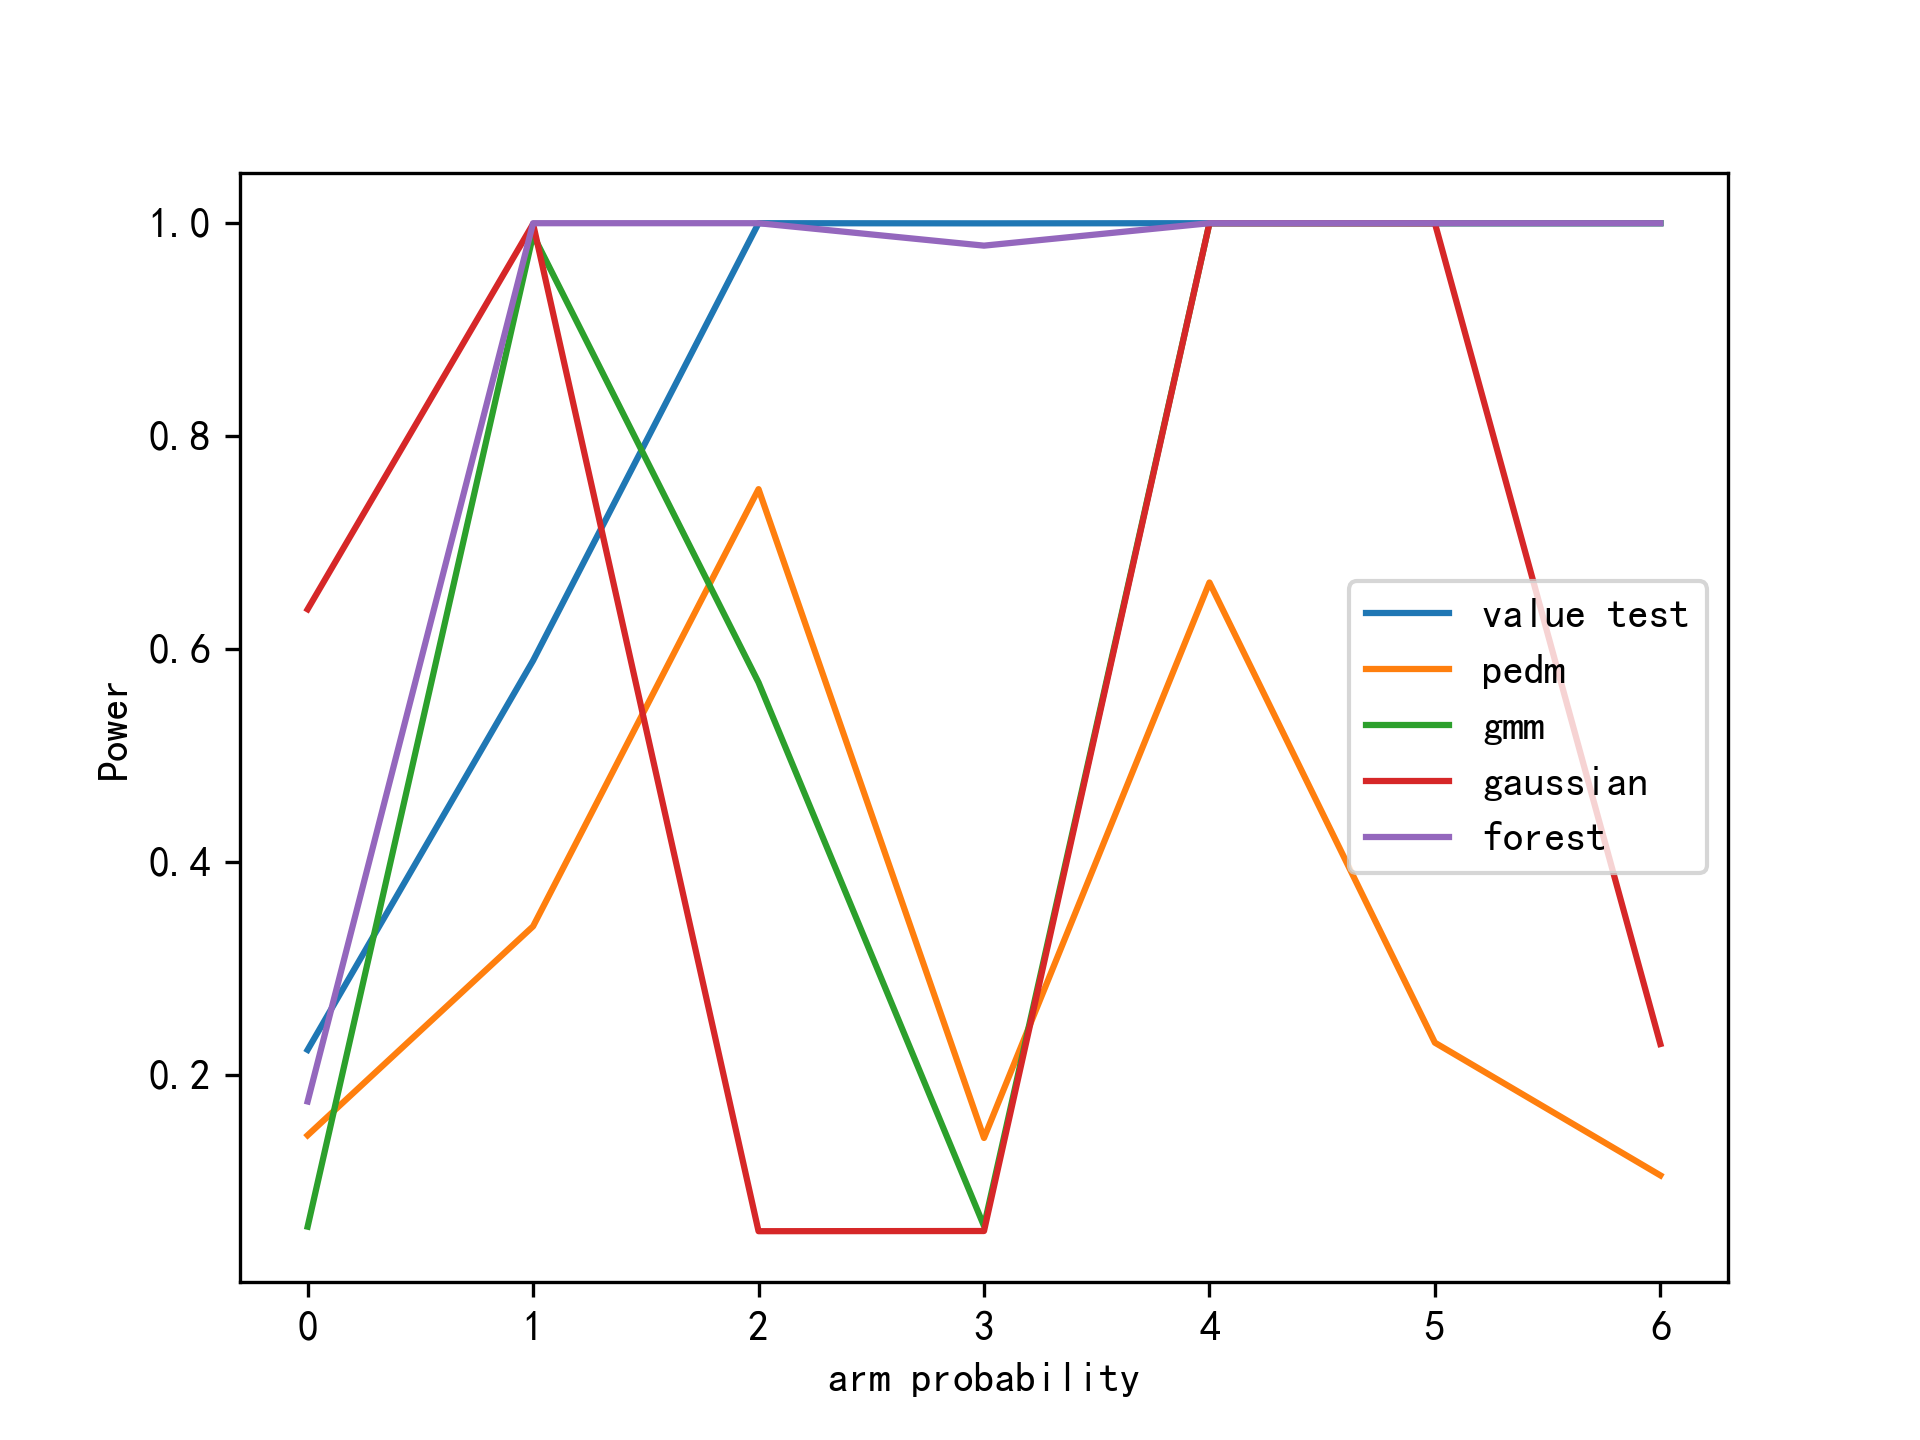 1.0
0.8
0.6
0.4
0.2
Power
0 1 2 3 4 5 6
arm probability
value test
pedm
gmm
gaussian
forest